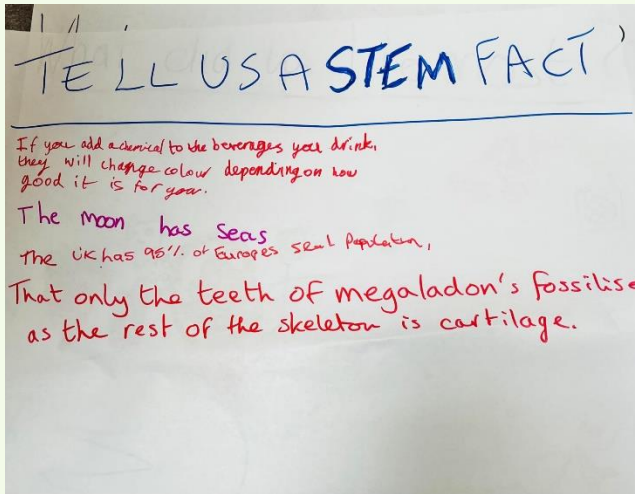 TELL US A STEM FACT
If you add a chemical to the beverages you drink,
they will change colour depending on how
good it is for you.
The moon has seas
The UK has 95% of Europes seal Population,
That only the teeth of megaladon's fossilise
as the rest of the skeleton is cartilage.